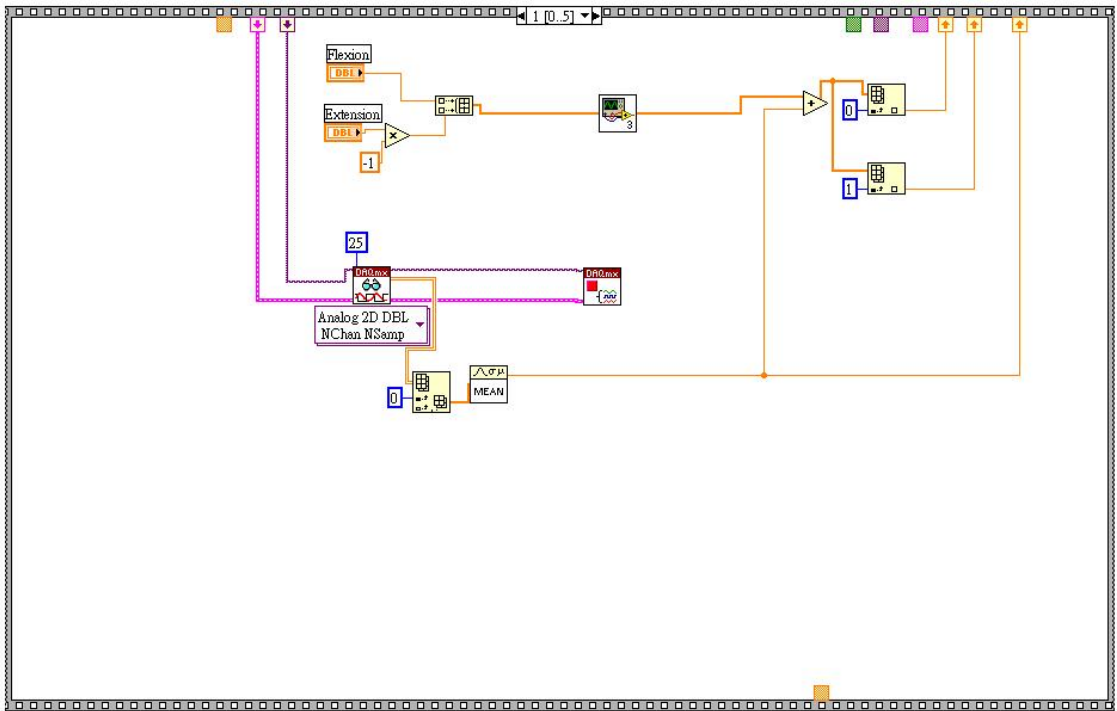 1 [0..5]
Flexion
DBL
Extension
DBL
×
-1
3
+
0
1
25
DAQmx
DAQmx
Analog 2D DBL
NChan NSamp
0
σμ
MEAN